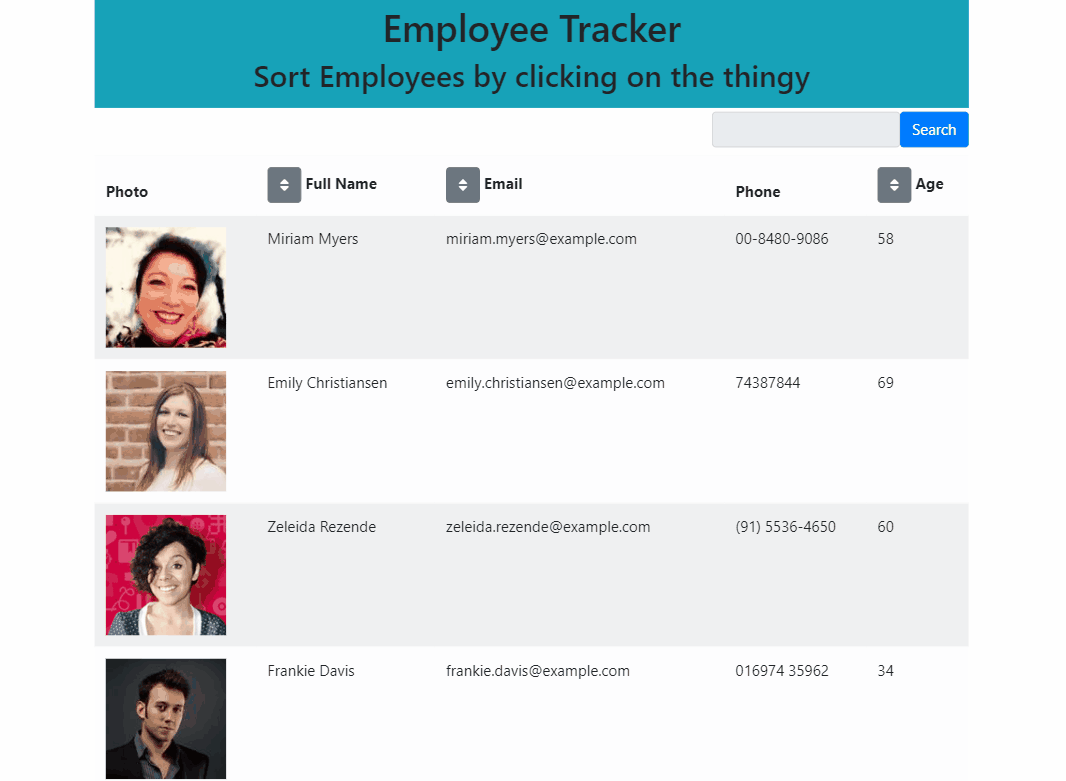 Employee Tracker
Sort Employees by clicking on the thingy
Search
Photo Full Name Email Phone Age
Miriam Myers miriam.myers@example.com 00-8480-9086 58
Emily Christiansen emily.christiansen@example.com 74387844 69
Zeleida Rezende zeleida.rezende@example.com (91) 5536-4650 60
Frankie Davis frankie.davis@example.com 016974 35962 34